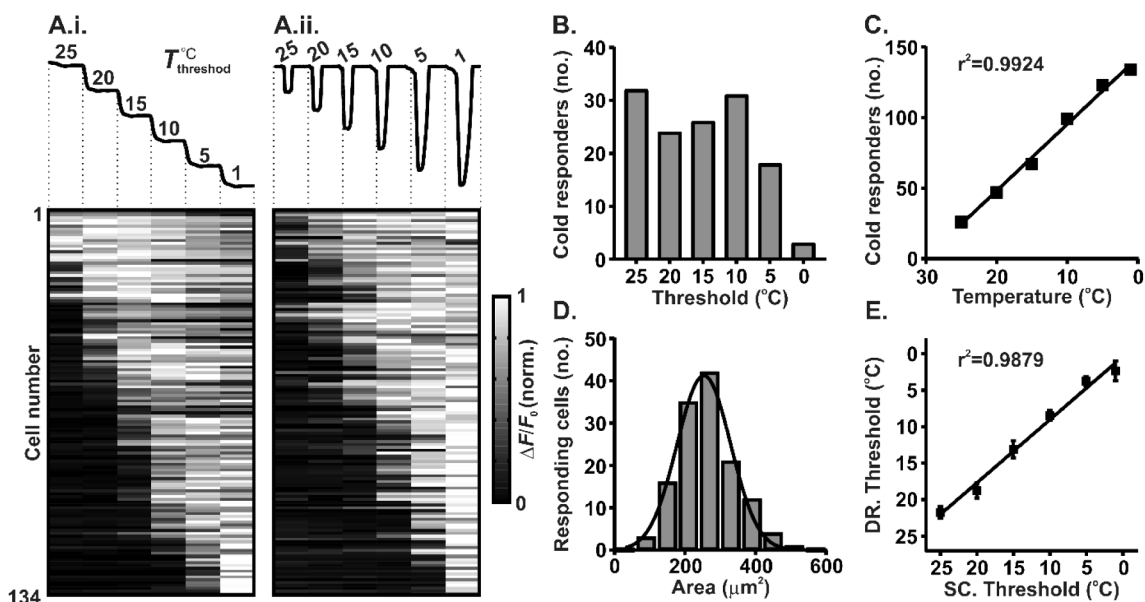 A.i.
25
20
15
10
5
1
T°C threshod
A.ii.
25 20 15 10 5 1
Cell number
1
134
1
ΔF/F₀ (norm.)
0
B.
Cold responders (no.)
40
30
20
10
0
25 20 15 10 5 0
Threshold (°C)
C.
r²=0.9924
Cold responders (no.)
150
100
50
0
30 20 10 0
Temperature (°C)
D.
Responding cells (no.)
50
40
30
20
10
0
0 200 400 600
Area (μm²)
E.
r²=0.9879
DR. Threshold (°C)
0
5
10
15
20
25
25 20 15 10 5 0
SC. Threshold (°C)